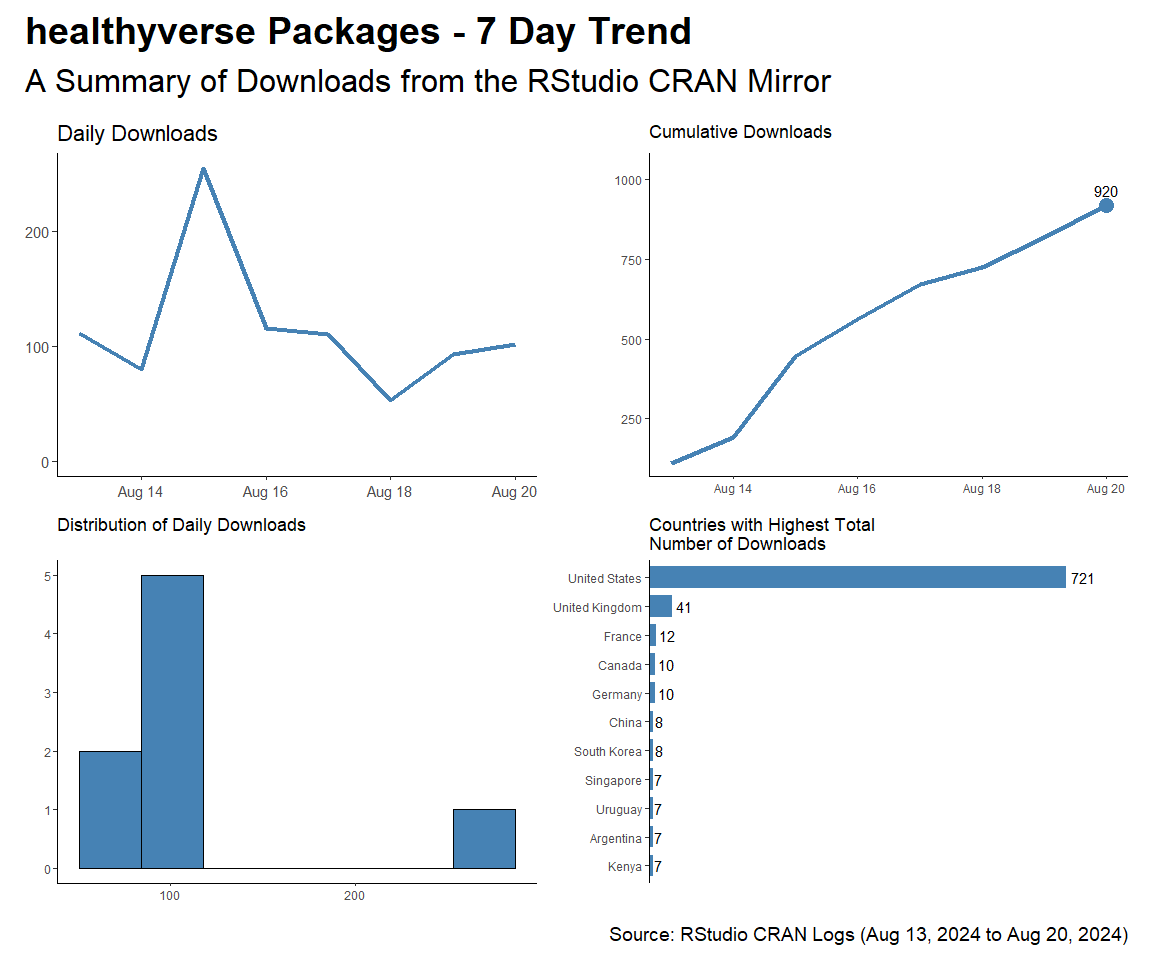 healthyverse Packages - 7 Day Trend
A Summary of Downloads from the RStudio CRAN Mirror
Daily Downloads
200
100
0
Aug 14 Aug 16 Aug 18 Aug 20
Cumulative Downloads
1000
750
500
250
920
Aug 14 Aug 16 Aug 18 Aug 20
Distribution of Daily Downloads
5
4
3
2
1
0
100 200
Countries with Highest Total
Number of Downloads
United States 721
United Kingdom 41
France 12
Canada 10
Germany 10
China 8
South Korea 8
Singapore 7
Uruguay 7
Argentina 7
Kenya 7
Source: RStudio CRAN Logs (Aug 13, 2024 to Aug 20, 2024)